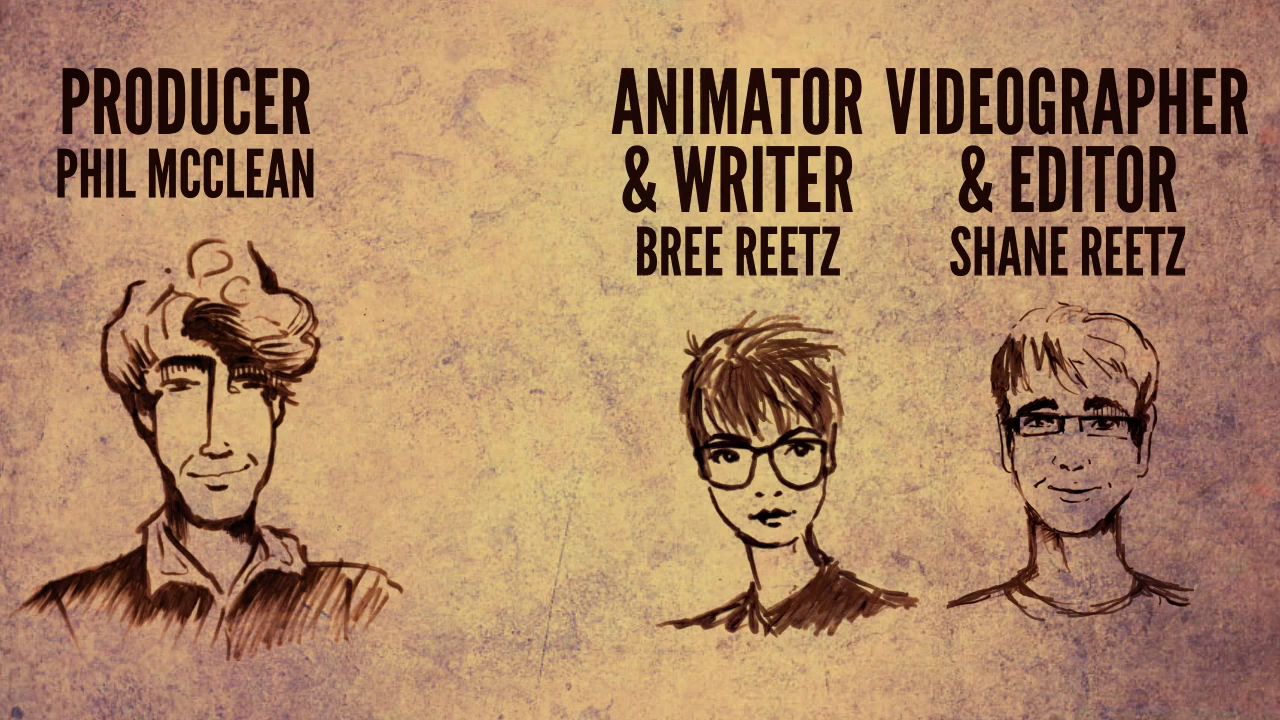 PRODUCER
PHIL MCCLEAN
ANIMATOR
& WRITER
BREE REETZ
VIDEOGRAPHER
& EDITOR
SHANE REETZ